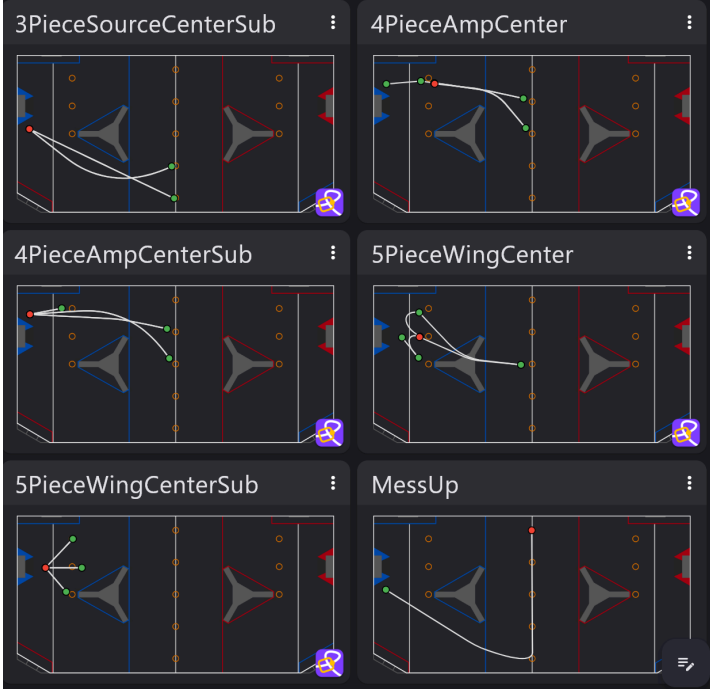 3PieceSourceCenterSub
4PieceAmpCenter
4PieceAmpCenterSub
5PieceWingCenter
5PieceWingCenterSub
MessUp